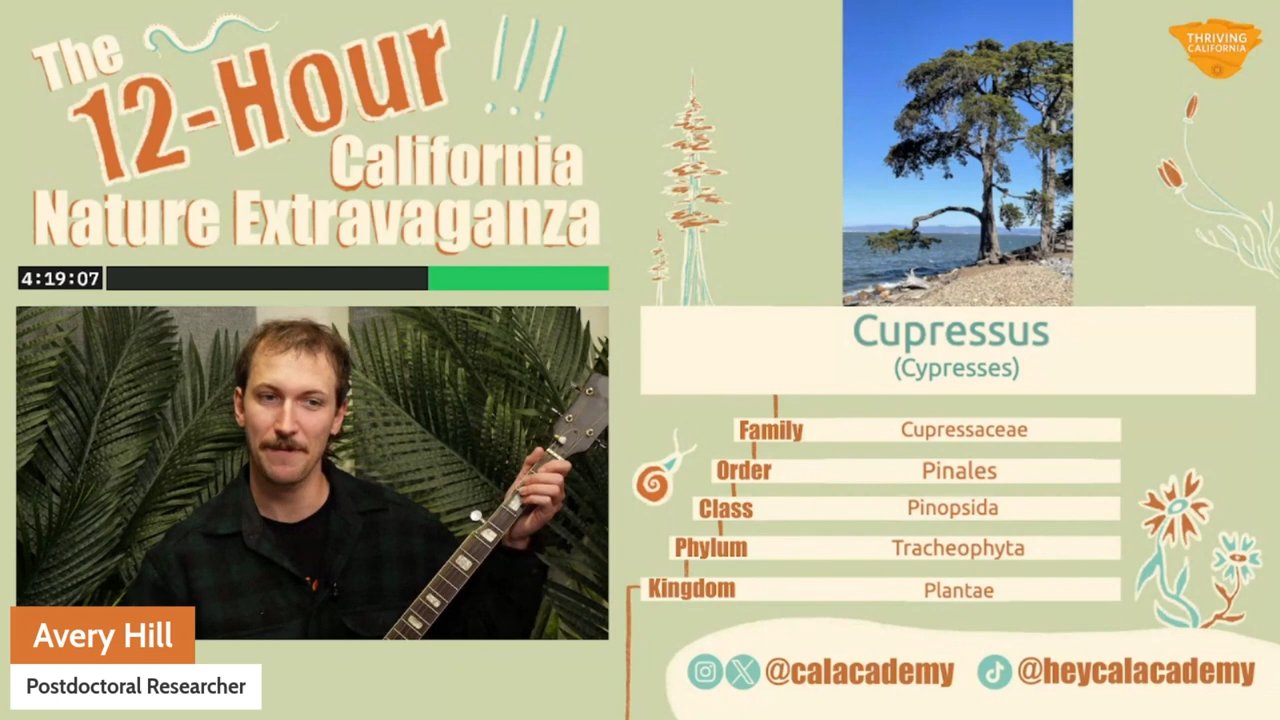 The
12-Hour!!!
California
Nature Extravaganza
4:19:07
THRIVING
CALIFORNIA
Cupressus
(Cypresses)
Family Cupressaceae
Order Pinales
Class Pinopsida
Phylum Tracheophyta
Kingdom Plantae
Avery Hill
Postdoctoral Researcher
@calacademy @heycalacademy